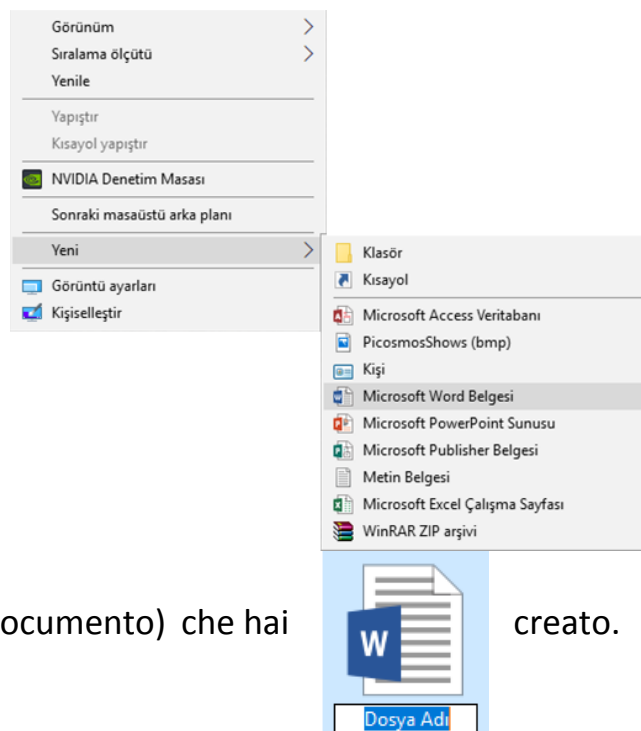 Görünüm
Sıralama ölçütü
Yenile
Yapıştır
Kısayol yapıştır
NVIDIA Denetim Masası
Sonraki masaüstü arka planı
Yeni
Görüntü ayarları
Kişiselleştir
Klasör
Kısayol
Microsoft Access Veritabanı
PicosmosShows (bmp)
Kişi
Microsoft Word Belgesi
Microsoft PowerPoint Sunusu
Microsoft Publisher Belgesi
Metin Belgesi
Microsoft Excel Çalışma Sayfası
WinRAR ZIP arşivi
ocumento) che hai creato.
W
Dosya Adı